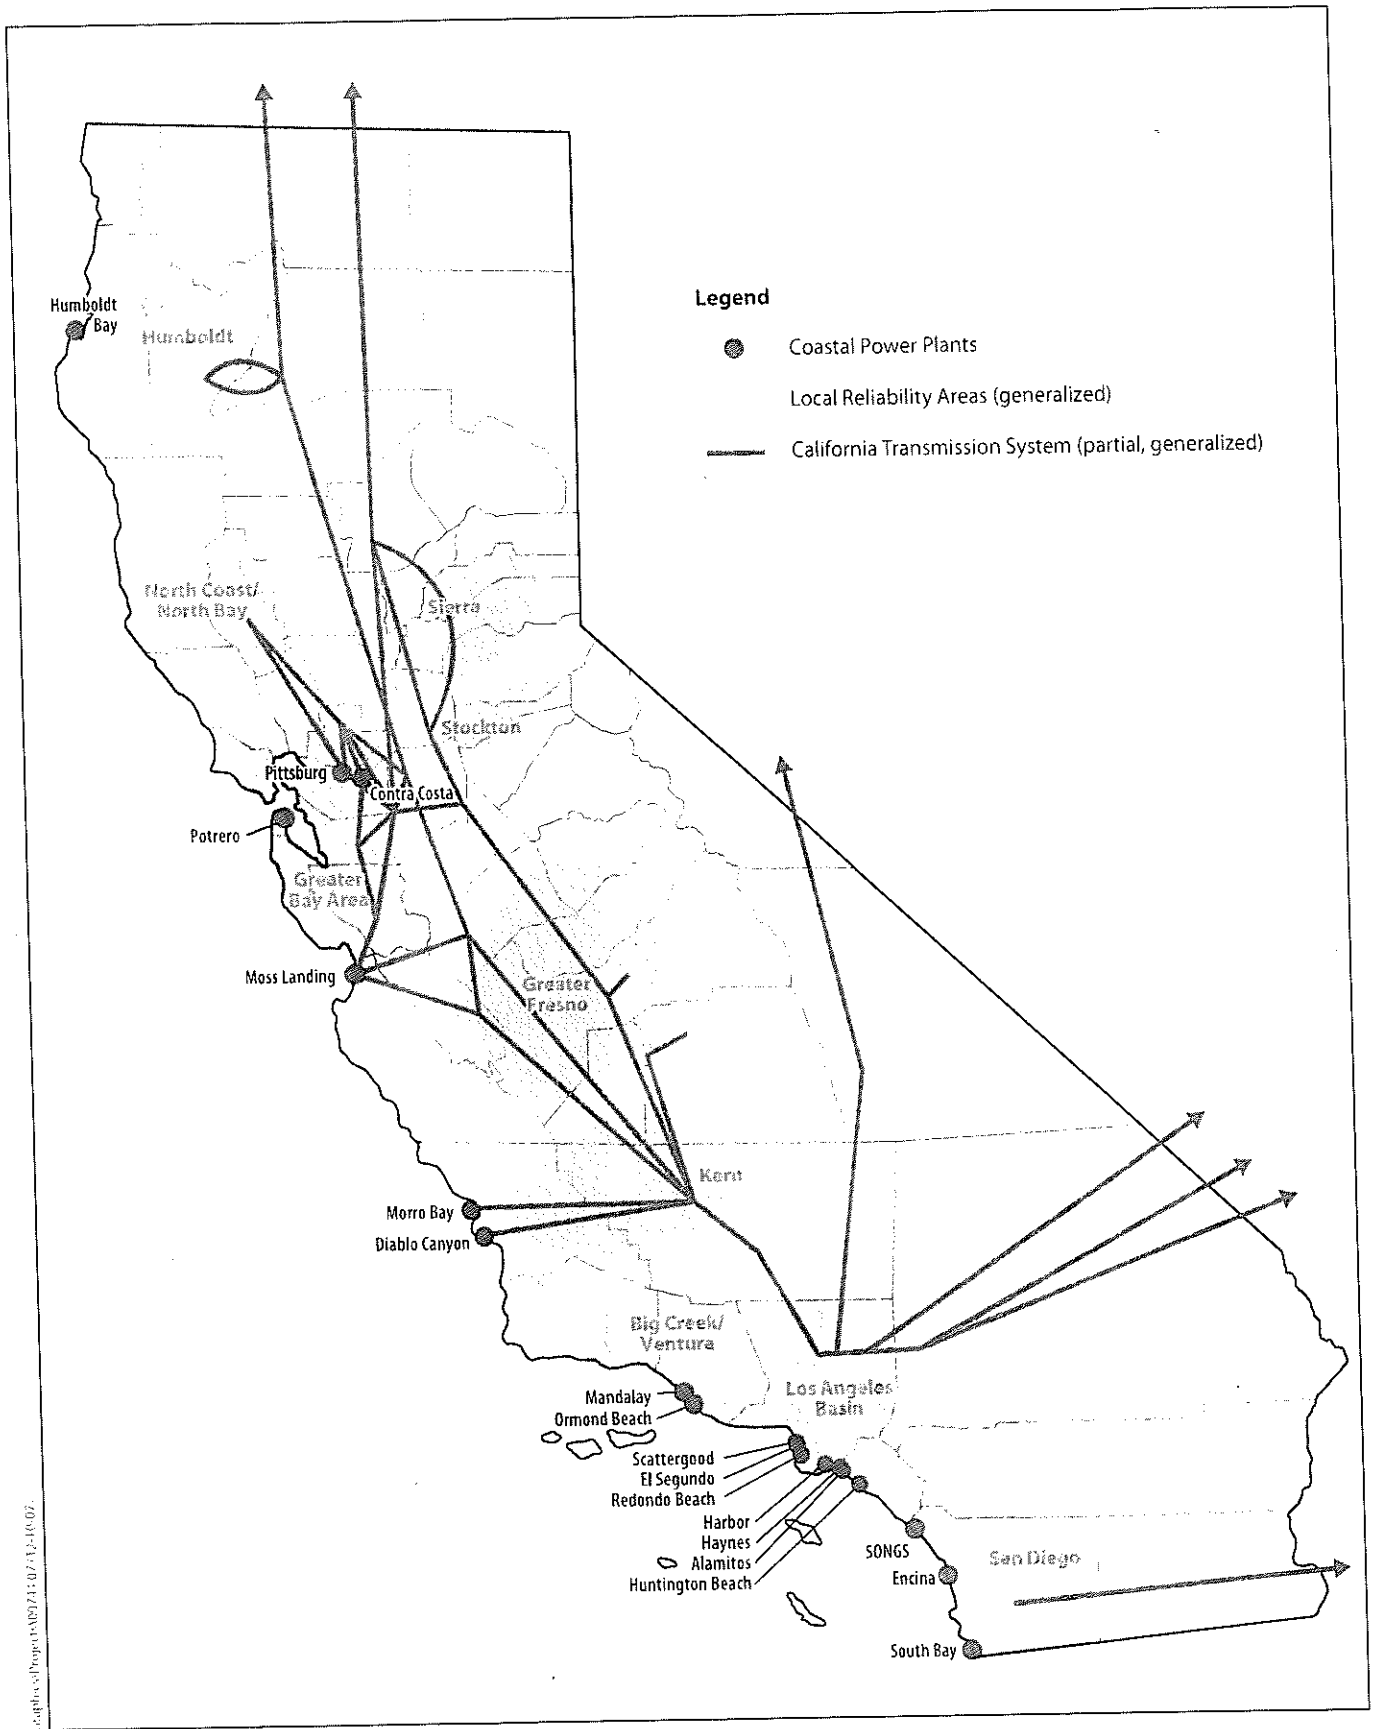 Legend
Coastal Power Plants
Local Reliability Areas (generalized)
California Transmission System (partial, generalized)
Humboldt
Bay
Humboldt
North Coast/
North Bay
Sierra
Stockton
Pittsburg
Contra Costa
Potrero
Greater
Bay Area
Moss Landing
Greater
Fresno
Kern
Morro Bay
Diablo Canyon
Big Creek/
Ventura
Los Angeles
Basin
Mandalay
Ormond Beach
Scattergood
El Segundo
Redondo Beach
Harbor
Haynes
Alamitos
Huntington Beach
SONGS
San Diego
Encina
South Bay